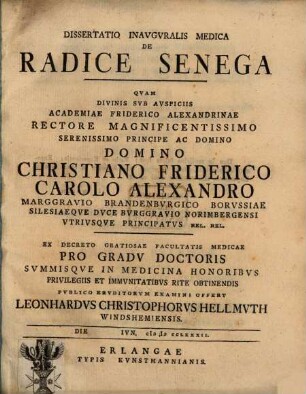 DISSERTATIO INAVGVRALIS MEDICA
DE
RADICE SENEGA
QVAM
DIVINIS SVB AVSPICIIS
ACADEMIAE FRIDERICO ALEXANDRINAE
RECTORE MAGNIFICENTISSIMO
SERENISSIMO PRINCIPE AC DOMINO
DOMINO
CHRISTIANO FRIDERICO
CAROLO ALEXANDRO
MARGGRAVIO BRANDENBVRGICO BORVSSIAE
SILESIAEQVE DVCE BVRGGRAVIO NORIMBERGENSI
VTRIVSQVE PRINCIPATVS REL. REL.
EX DECRETO GRATIOSAE FACVLTATIS MEDICAE
PRO GRADV DOCTORIS
SVMMISQVE IN MEDICINA HONORIBVS
PRIVILEGIIS ET IMMVNITATIBVS RITE OBTINENDIS
PVBLICO ERVDITORVM EXAMINI OFFERT
LEONHARDVS CHRISTOPHORVS HELLMVTH
WINDSHEMIENSIS.
DIE IVN. cIɔ Iɔ CCLXXXII.
ERLANGAE
TYPIS KVNSTMANNIANIS.